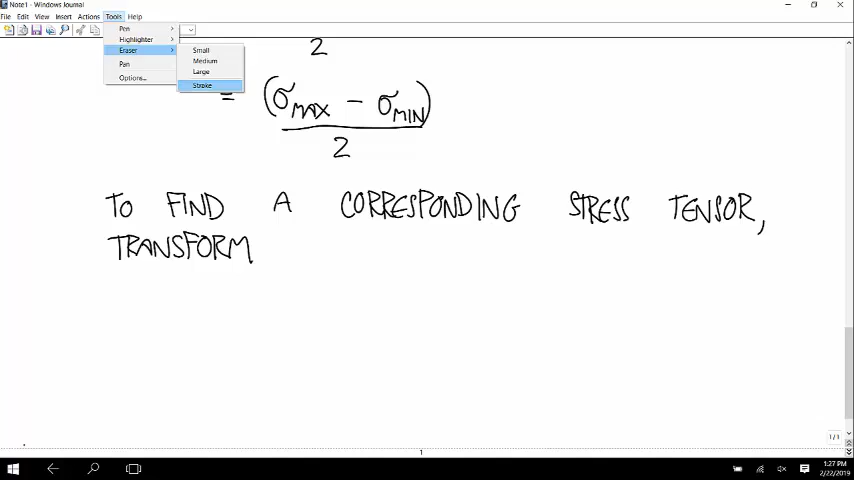 Note1 - Windows Journal
File Edit View Insert Actions Tools Help
Pen
Highlighter
Eraser
Pan
Options...
Small
Medium
Large
Stroke
2
= (σMAX - σMIN)
2
TO FIND A CORRESPONDING STRESS TENSOR,
TRANSFORM
1/1
1
1:27 PM
2/22/2019